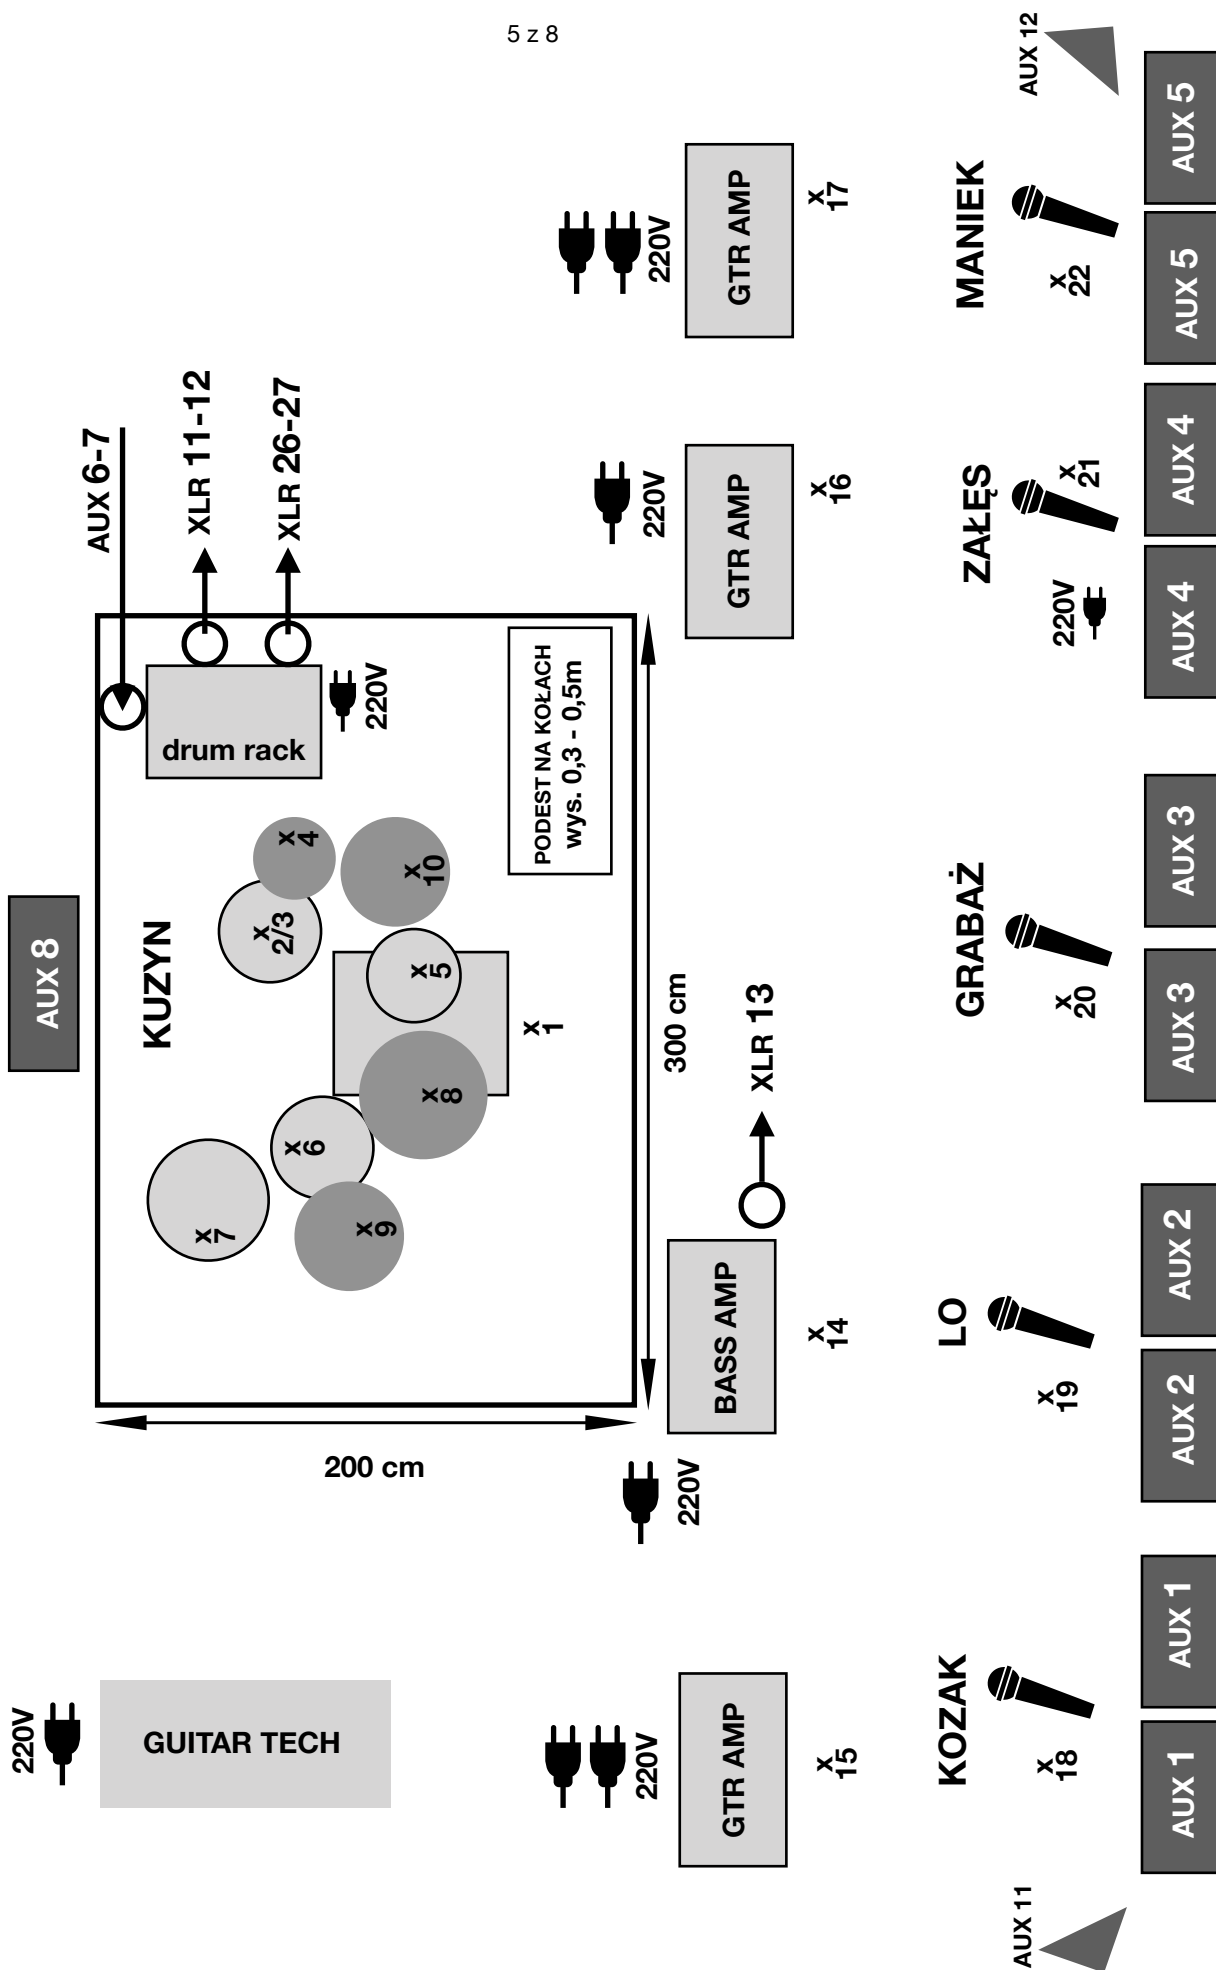 5 z 8
AUX 8
KUZYN
AUX 6-7
XLR 11-12
XLR 26-27
drum rack
220V
PODEST NA KOŁACH
wys. 0,3 - 0,5m
x
4
x
2/3
x
10
x
5
x
1
x
8
x
6
x
7
x
9
200 cm
300 cm
220V
GUITAR TECH
220V
GTR AMP
x
15
220V
BASS AMP
XLR 13
x
14
220V
GTR AMP
x
16
220V
GTR AMP
x
17
KOZAK
x
18
LO
x
19
GRABAŻ
x
20
ZAŁĘS
220V
x
21
MANIEK
x
22
AUX 11
AUX 1
AUX 1
AUX 2
AUX 2
AUX 3
AUX 3
AUX 4
AUX 4
AUX 5
AUX 5
AUX 12